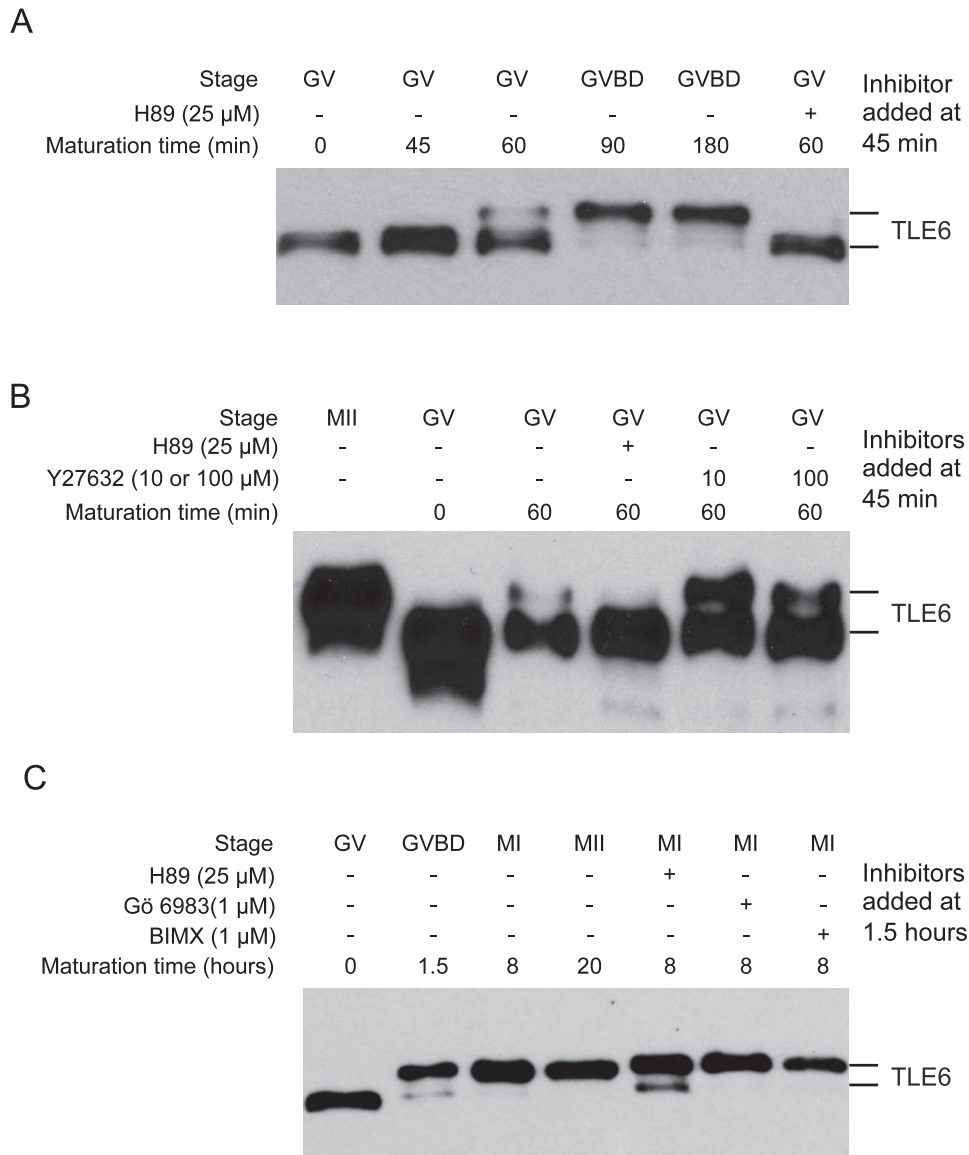 A
Stage GV GV GV GVBD GVBD GV Inhibitor
H89 (25 µM) - - - - - + added at
Maturation time (min) 0 45 60 90 180 60 45 min
TLE6
B
Stage MII GV GV GV GV GV
H89 (25 µM) - - - + - - Inhibitors
Y27632 (10 or 100 µM) - - - - 10 100 added at
Maturation time (min) 0 60 60 60 60 45 min
TLE6
C
Stage GV GVBD MI MII MI MI MI
H89 (25 µM) - - - - + - - Inhibitors
Gö 6983(1 µM) - - - - - + - added at
BIMX (1 µM) - - - - - - + 1.5 hours
Maturation time (hours) 0 1.5 8 20 8 8 8
TLE6